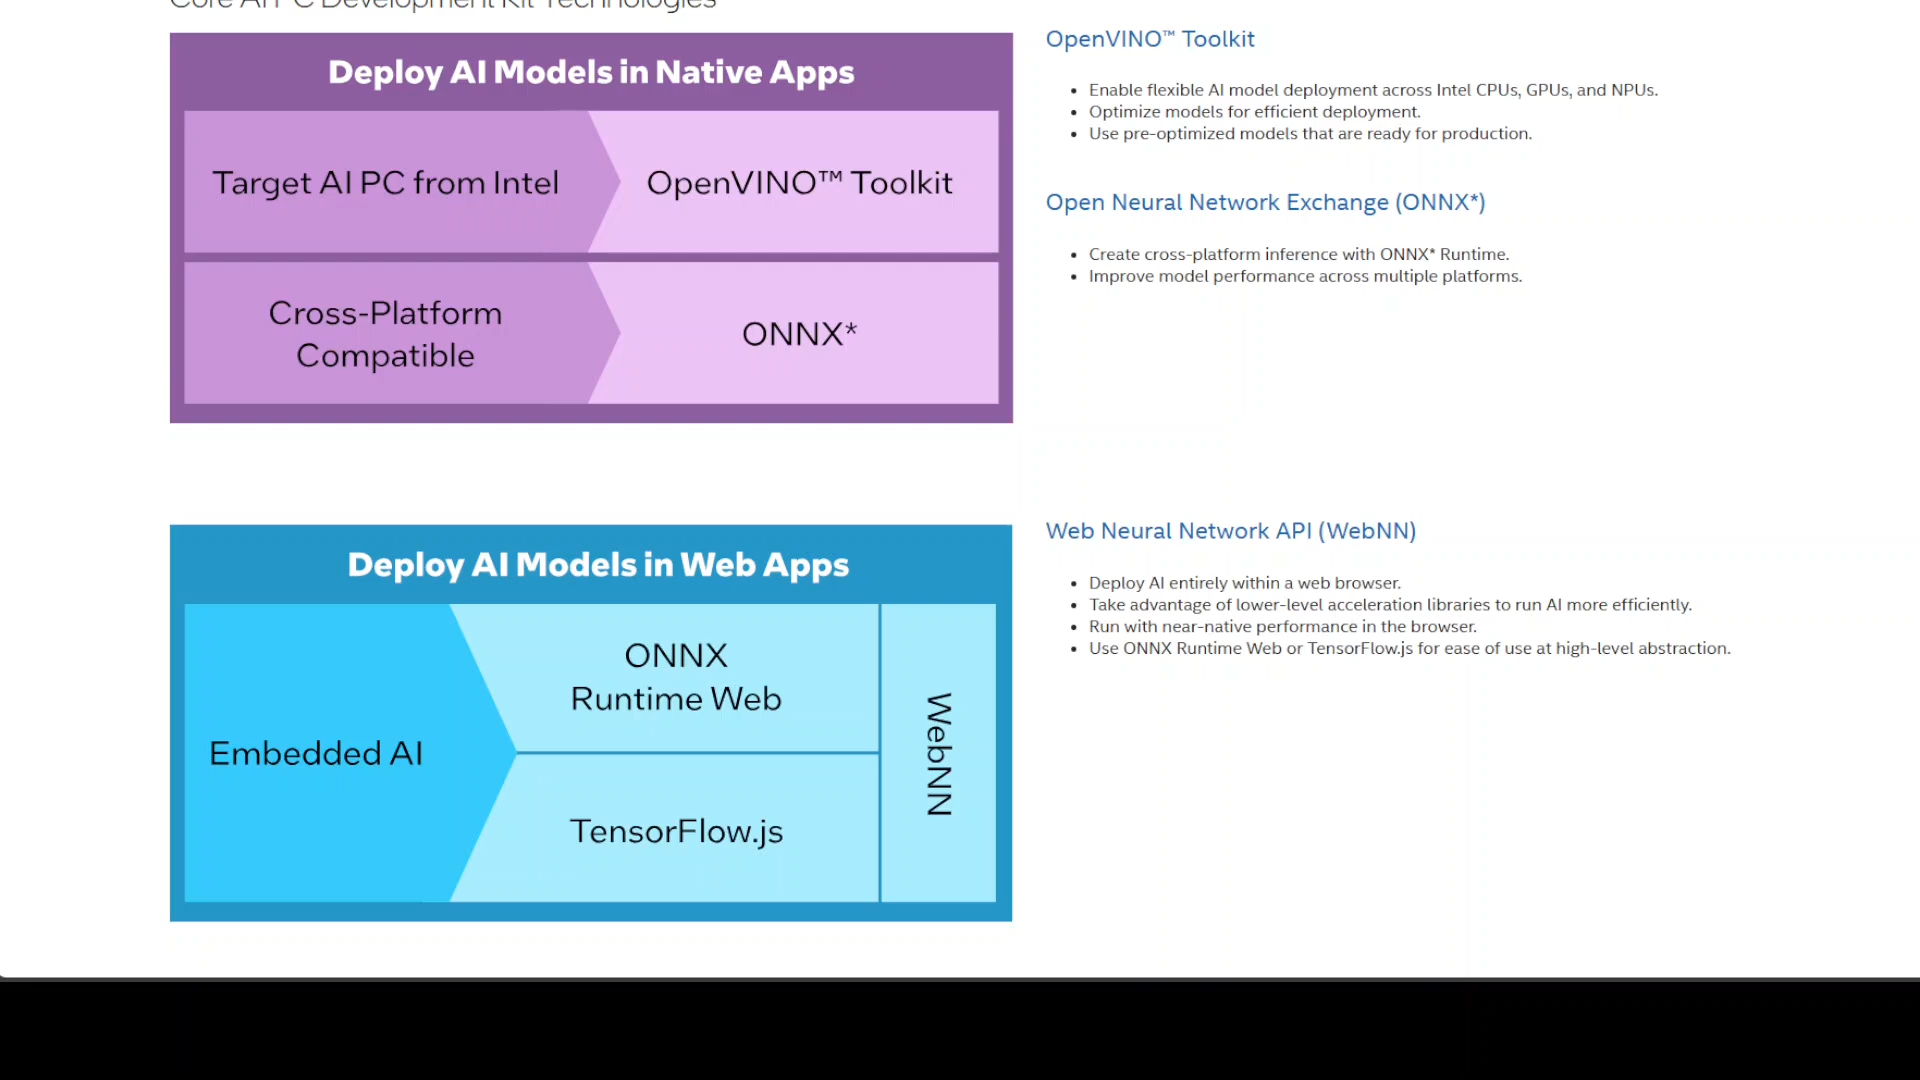 Core AI PC Development Kit Technologies
Deploy AI Models in Native Apps
Target AI PC from Intel
OpenVINO™ Toolkit
Cross-Platform
Compatible
ONNX*
OpenVINO™ Toolkit
• Enable flexible AI model deployment across Intel CPUs, GPUs, and NPUs.
• Optimize models for efficient deployment.
• Use pre-optimized models that are ready for production.
Open Neural Network Exchange (ONNX*)
• Create cross-platform inference with ONNX* Runtime.
• Improve model performance across multiple platforms.
Deploy AI Models in Web Apps
Embedded AI
ONNX
Runtime Web
TensorFlow.js
WebNN
Web Neural Network API (WebNN)
• Deploy AI entirely within a web browser.
• Take advantage of lower-level acceleration libraries to run AI more efficiently.
• Run with near-native performance in the browser.
• Use ONNX Runtime Web or TensorFlow.js for ease of use at high-level abstraction.